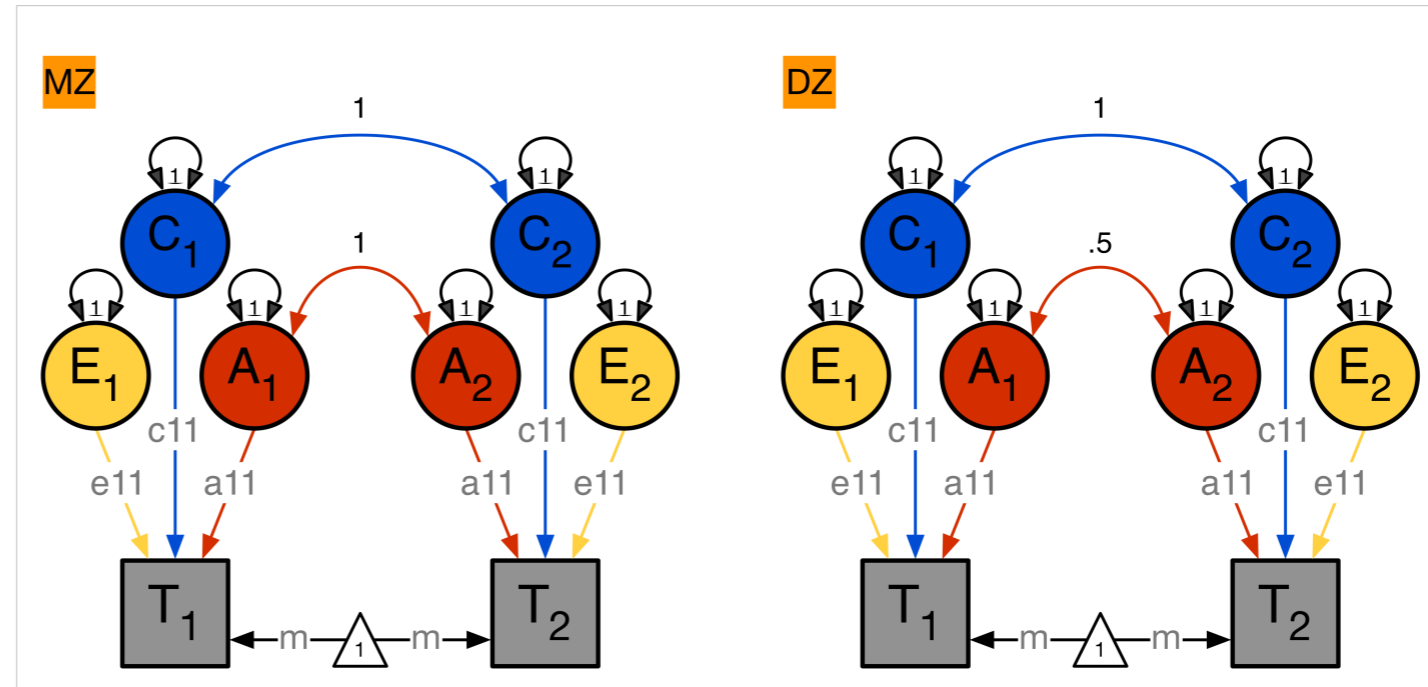 MZ DZ
1 1
1 1 1 1
C1 C2 C1 C2
1 .5
1 1 1 1 1 1 1 1
E1 A1 A2 E2 E1 A1 A2 E2
c11 c11 c11 c11
e11 a11 a11 e11 e11 a11 a11 e11
T1 T2 T1 T2
m 1 m m 1 m